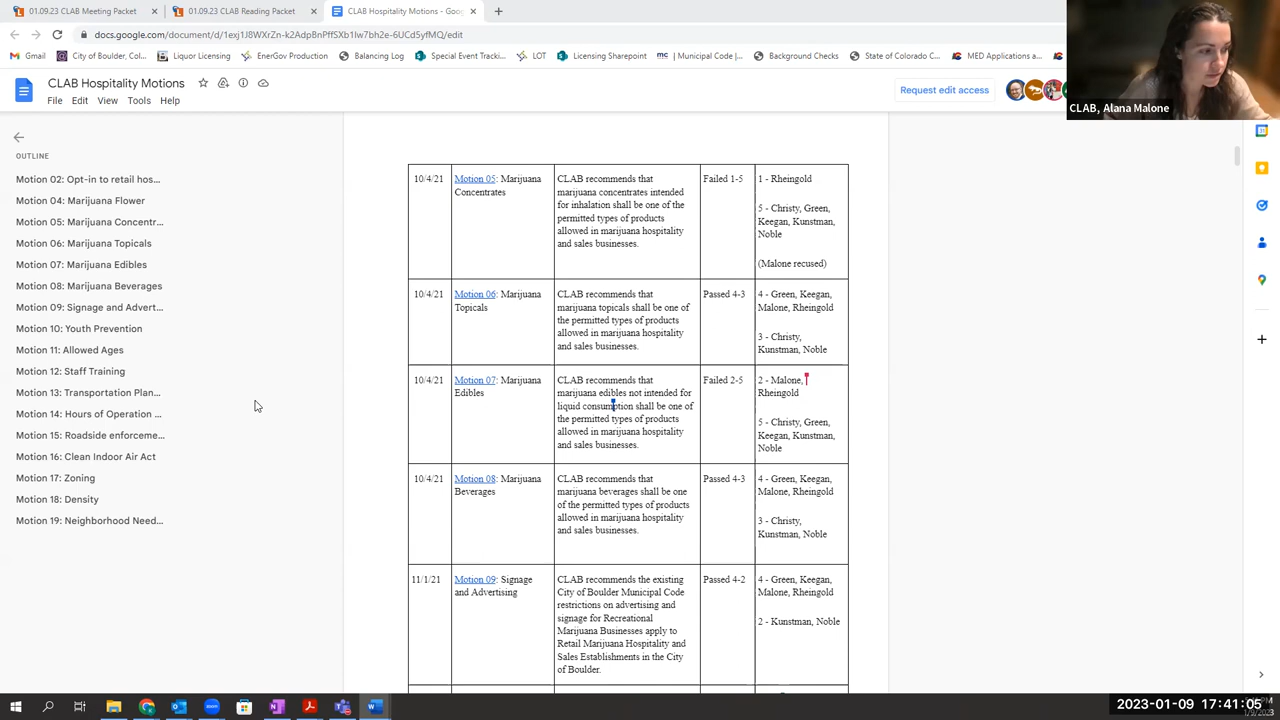 01.09.23 CLAB Meeting Packet
01.09.23 CLAB Reading Packet
CLAB Hospitality Motions - Goo
Gmail
City of Boulder, Col...
Liquor Licensing
EnerGov Production
Balancing Log
Special Event Tracki...
LOT
Licensing Sharepoint
| Municipal Code |...
Background Checks
State of Colorado C...
MED Applications or
CLAB Hospitality Motions
File Edit View Tools Help
Request edit access
CLAB, Alana Malone
OUTLINE
Motion 02: Opt-in to retail hos...
Motion 04: Marijuana Flower
Motion 05: Marijuana Concentr...
Motion 06: Marijuana Topicals
Motion 07: Marijuana Edibles
Motion 08: Marijuana Beverages
Motion 09: Signage and Advert...
Motion 10: Youth Prevention
Motion 11: Allowed Ages
Motion 12: Staff Training
Motion 13: Transportation Plan...
Motion 14: Hours of Operation ...
Motion 15: Roadside enforceme...
Motion 16: Clean Indoor Air Act
Motion 17: Zoning
Motion 18: Density
Motion 19: Neighborhood Need...
10/4/21
Motion 05: Marijuana
Concentrates
CLAB recommends that
marijuana concentrates intended
for inhalation shall be one of the
permitted types of products
allowed in marijuana hospitality
and sales businesses.
Failed 1-5
1 - Rheingold
5 - Christy, Green,
Keegan, Kunstman,
Noble
(Malone recused)
10/4/21
Motion 06: Marijuana
Topicals
CLAB recommends that
marijuana topicals shall be one of
the permitted types of products
allowed in marijuana hospitality
and sales businesses.
Passed 4-3
4 - Green, Keegan,
Malone, Rheingold
3 - Christy,
Kunstman, Noble
10/4/21
Motion 07: Marijuana
Edibles
CLAB recommends that
marijuana edibles not intended for
liquid consumption shall be one of
the permitted types of products
allowed in marijuana hospitality
and sales businesses.
Failed 2-5
2 - Malone,
Rheingold
5 - Christy, Green,
Keegan, Kunstman,
Noble
10/4/21
Motion 08: Marijuana
Beverages
CLAB recommends that
marijuana beverages shall be one
of the permitted types of products
allowed in marijuana hospitality
and sales businesses.
Passed 4-3
4 - Green, Keegan,
Malone, Rheingold
3 - Christy,
Kunstman, Noble
11/1/21
Motion 09: Signage
and Advertising
CLAB recommends the existing
City of Boulder Municipal Code
restrictions on advertising and
signage for Recreational
Marijuana Businesses apply to
Retail Marijuana Hospitality and
Sales Establishments in the City
of Boulder.
Passed 4-2
4 - Green, Keegan,
Malone, Rheingold
2 - Kunstman, Noble
2023-01-09 17:41:05